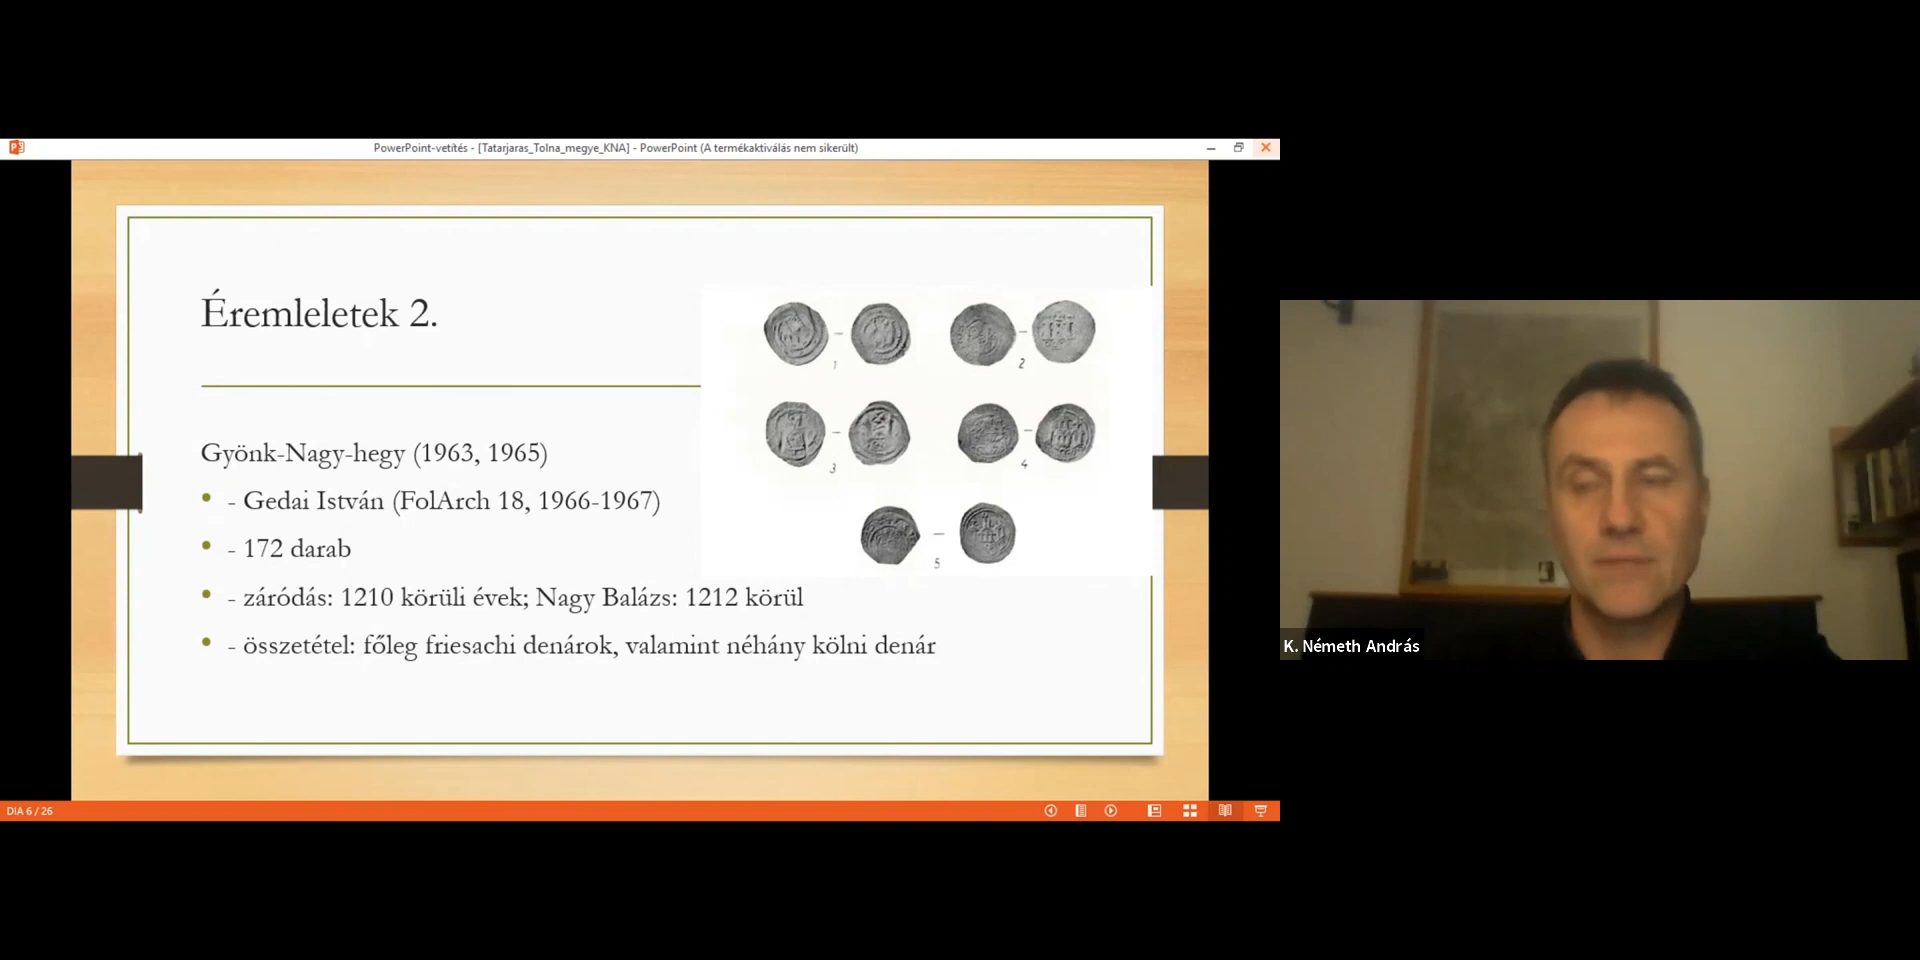 PowerPoint-vetítés - [Tatarjaras_Tolna_megye_KNA] - PowerPoint (A termékaktiválás nem sikerült)
Éremleletek 2.
1
2
3
4
5
Gyönk-Nagy-hegy (1963, 1965)
- Gedai István (FolArch 18, 1966-1967)
- 172 darab
- záródás: 1210 körüli évek; Nagy Balázs: 1212 körül
- összetétel: főleg friesachi denárok, valamint néhány kölni denár
K. Németh András
DIA 6 / 26